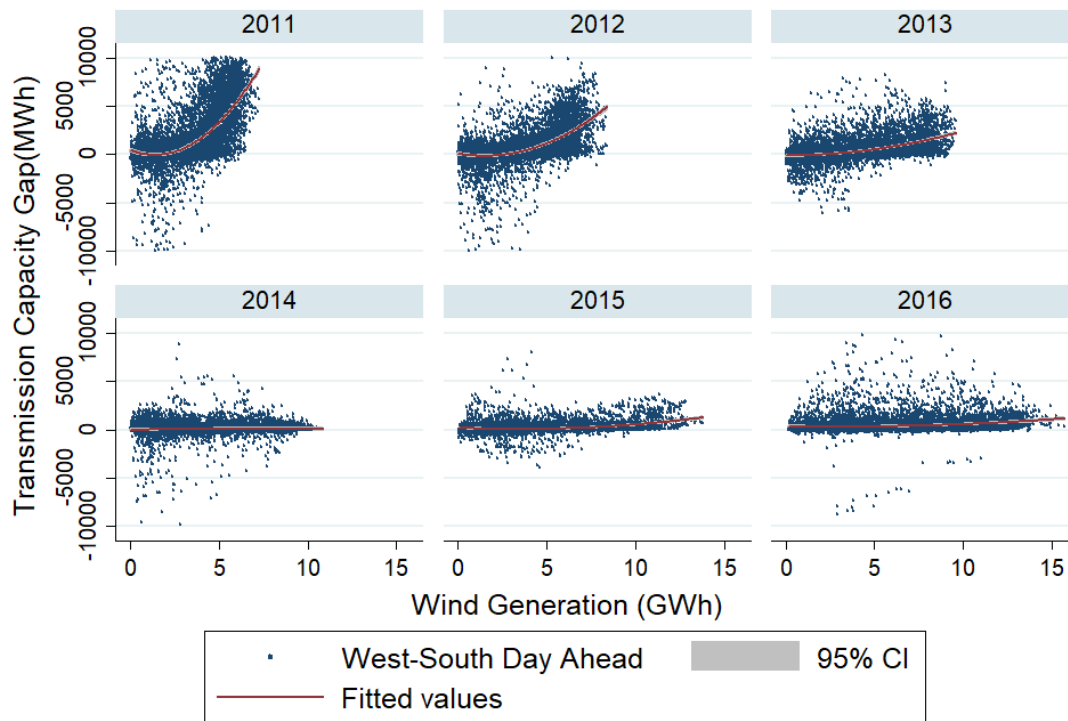 2011 2012 2013
Transmission Capacity Gap(MWh)
10000
5000
0
-5000
-10000
2014 2015 2016
10000
5000
0
-5000
-10000
0 5 10 15 0 5 10 15 0 5 10 15
Wind Generation (GWh)
West-South Day Ahead 95% CI
Fitted values